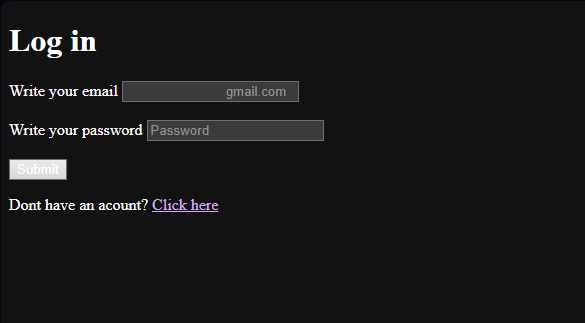 Log in
Write your email gmail.com
Write your password Password
Submit
Dont have an acount? Click here